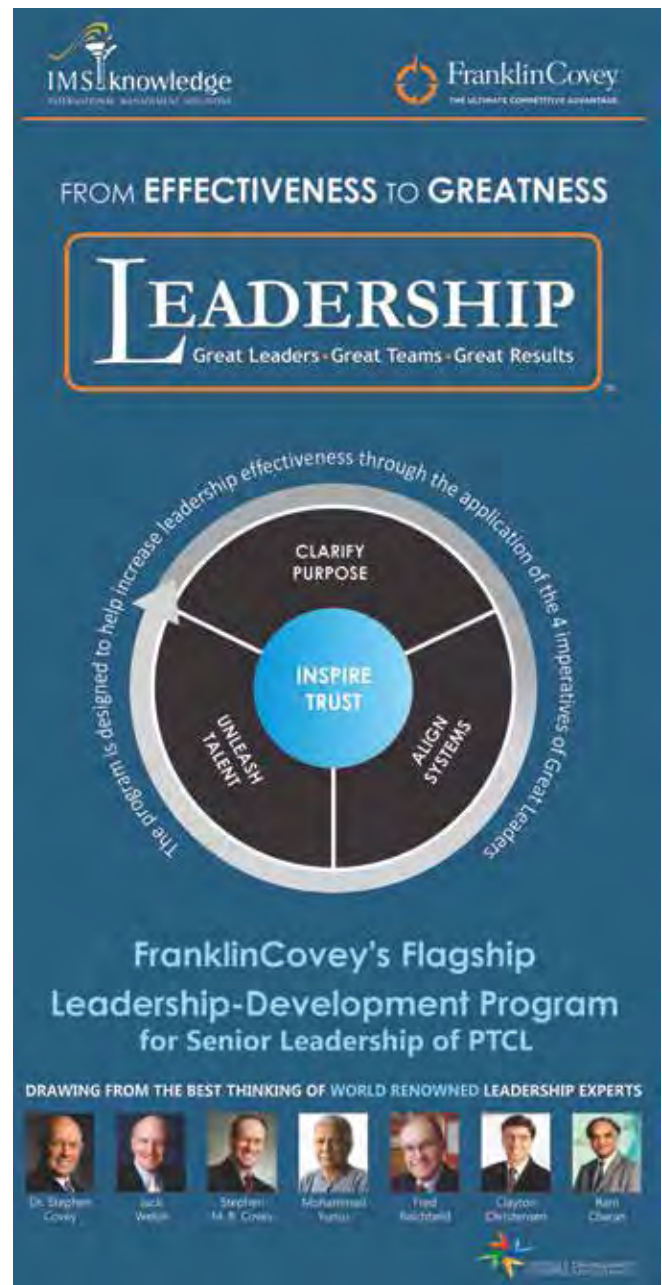 IMS knowledge
INTERNATIONAL MANAGEMENT SOLUTIONS
FranklinCovey
THE ULTIMATE COMPETITIVE ADVANTAGE
FROM EFFECTIVENESS TO GREATNESS
LEADERSHIP
Great Leaders•Great Teams•Great Results
TM
The program is designed to help increase leadership effectiveness through the application of the 4 imperatives of Great Leaders
CLARIFY
PURPOSE
INSPIRE
TRUST
UNLEASH
TALENT
ALIGN
SYSTEMS
FranklinCovey's Flagship
Leadership-Development Program
for Senior Leadership of PTCL
DRAWING FROM THE BEST THINKING OF WORLD RENOWNED LEADERSHIP EXPERTS
Dr. Stephen
Covey
Jack
Welch
Stephen
M. R. Covey
Mohammad
Yunus
Fred
Reichheld
Clayton
Christensen
Ram
Charan